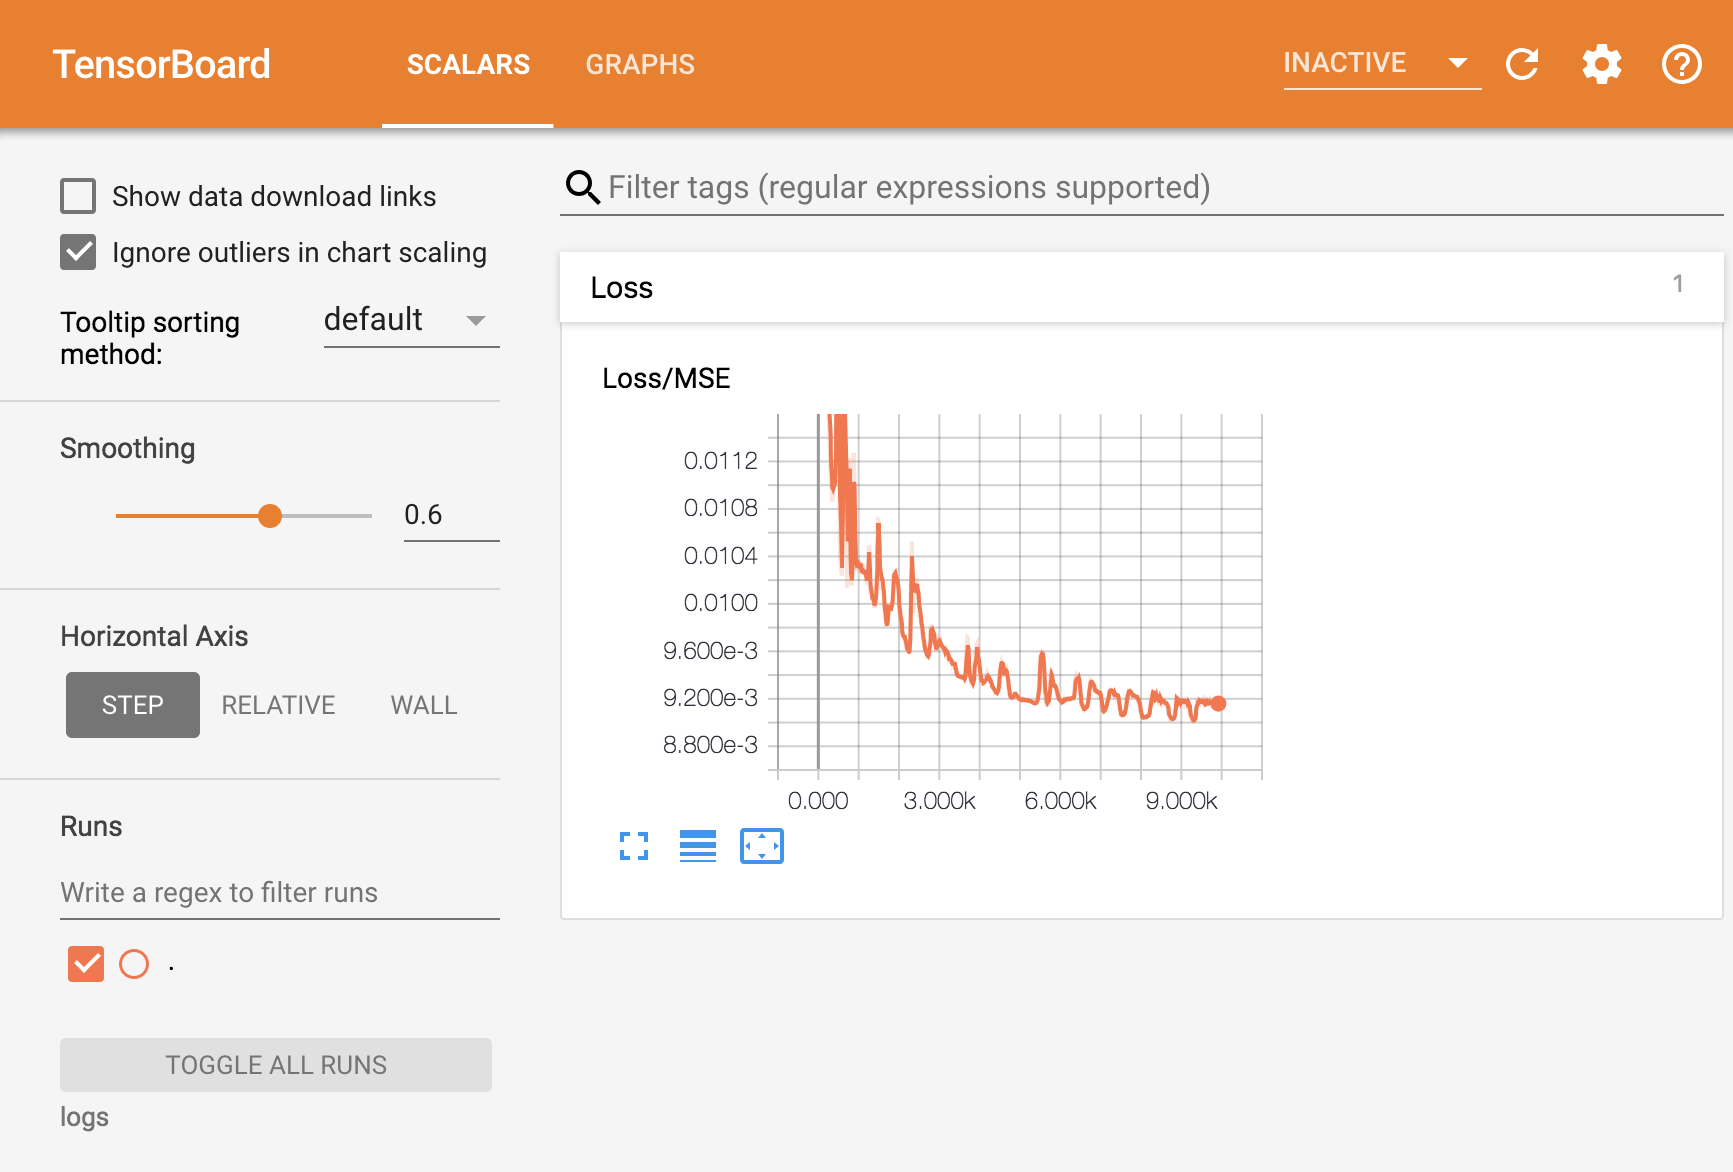 TensorBoard SCALARS GRAPHS INACTIVE
Show data download links
Ignore outliers in chart scaling
Tooltip sorting
method:
default
Smoothing
0.6
Horizontal Axis
STEP RELATIVE WALL
Runs
Write a regex to filter runs
.
TOGGLE ALL RUNS
logs
Filter tags (regular expressions supported)
Loss 1
Loss/MSE
0.0112
0.0108
0.0104
0.0100
9.600e-3
9.200e-3
8.800e-3
0.000 3.000k 6.000k 9.000k